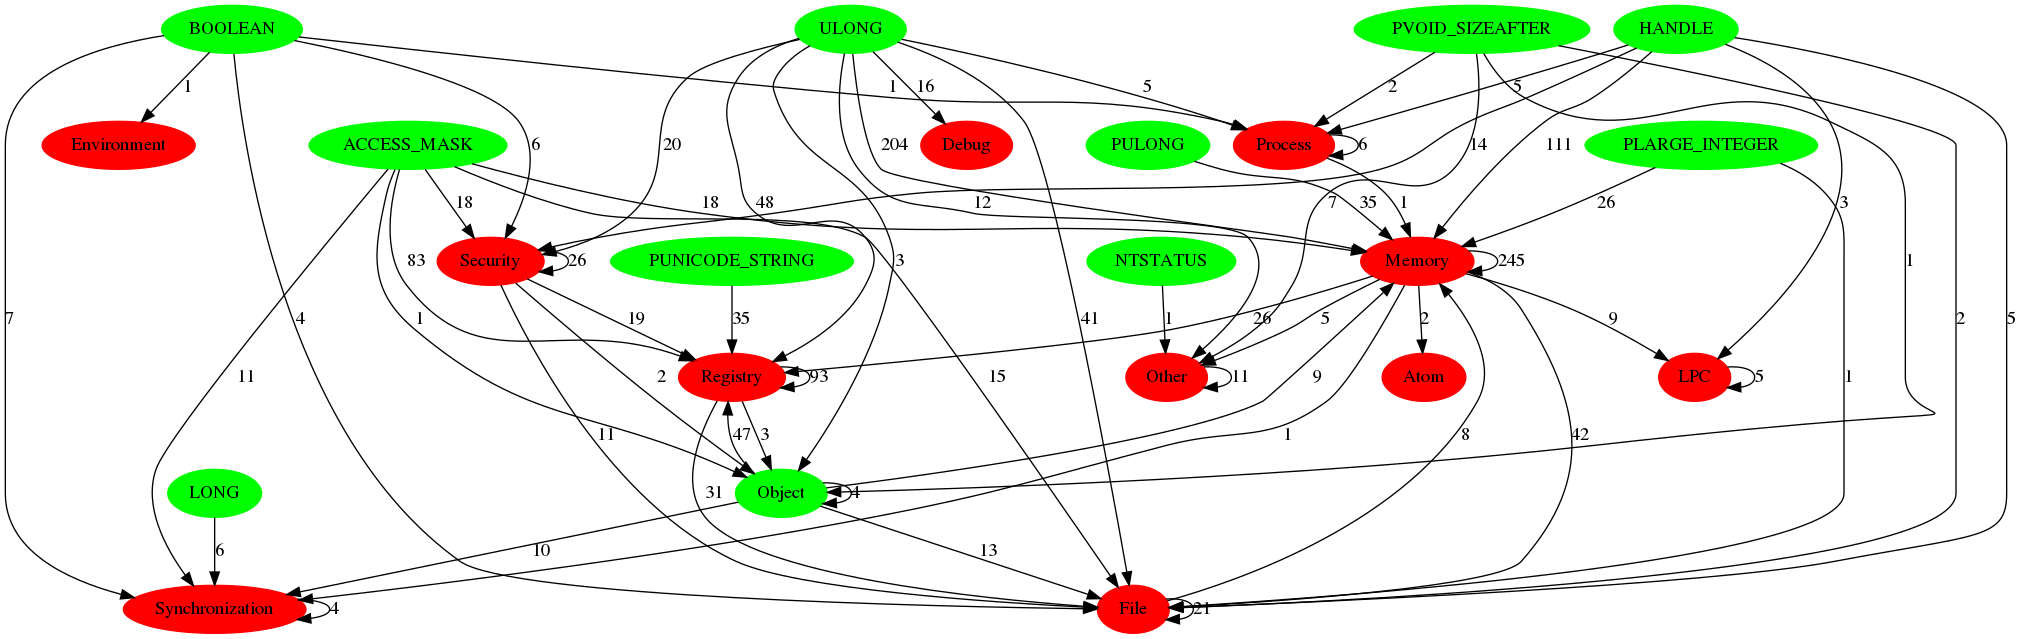 BOOLEAN
ULONG
PVOID_SIZEAFTER
HANDLE
1
1
16
5
2
5
Environment
ACCESS_MASK
6
20
204
Debug
PULONG
Process
6
14
111
PLARGE_INTEGER
18
18
48
12
7
35
1
26
3
83
Security
26
PUNICODE_STRING
3
NTSTATUS
Memory
245
1
7
4
11
1
19
35
41
1
5
26
2
9
1
2
5
2
Registry
93
15
Other
11
9
Atom
LPC
5
11
47
3
1
8
42
LONG
31
Object
4
6
10
13
Synchronization
4
File
21